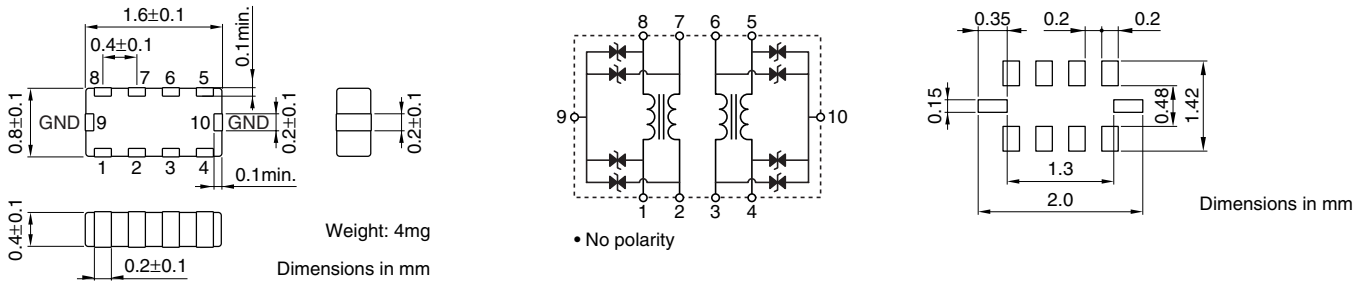 1.6±0.1
0.4±0.1
0.1min.
8 7 6 5
0.8±0.1
GND 9 10 GND
0.2±0.1
0.2±0.1
1 2 3 4
0.1min.
0.4±0.1
0.2±0.1
Weight: 4mg
Dimensions in mm
8 7 6 5
9 10
1 2 3 4
• No polarity
0.35 0.2 0.2
0.15
0.48
1.42
1.3
2.0
Dimensions in mm